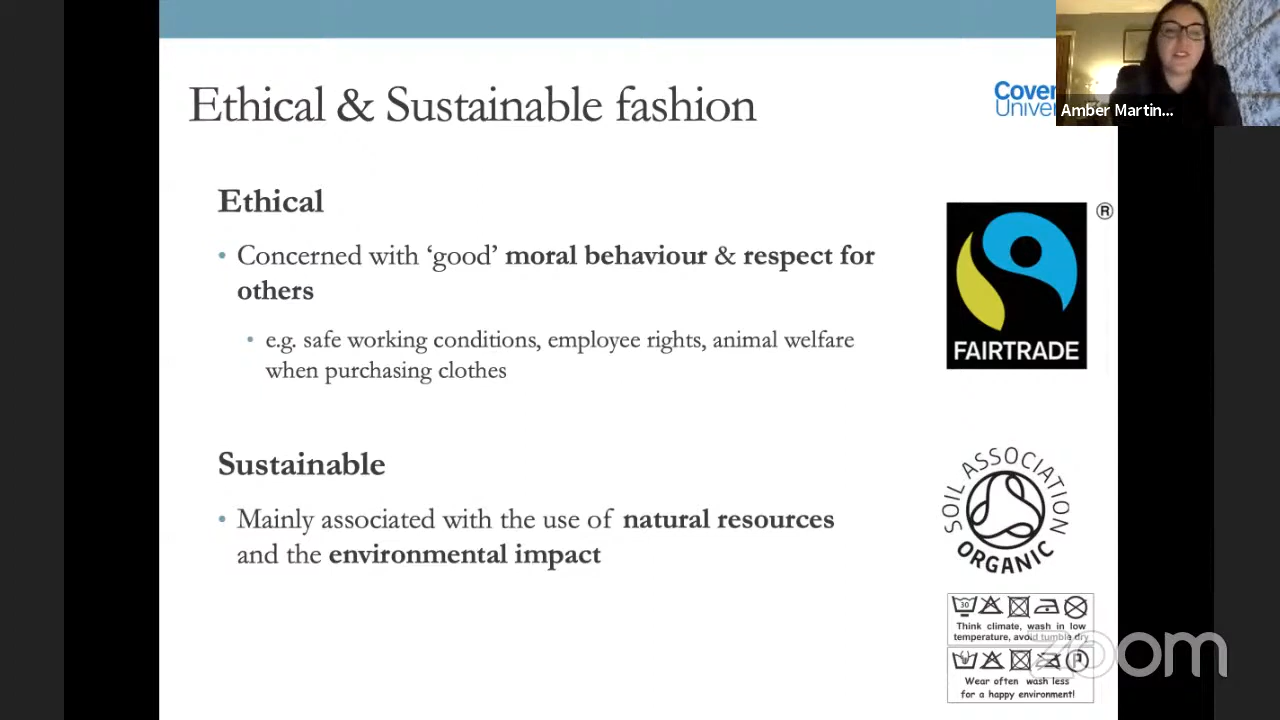 Ethical & Sustainable fashion
Cover
Univer
Amber Martin...
Ethical
• Concerned with ‘good’ moral behaviour & respect for
others
• e.g. safe working conditions, employee rights, animal welfare
when purchasing clothes
®
FAIRTRADE
Sustainable
• Mainly associated with the use of natural resources
and the environmental impact
SOIL ASSOCIATION
ORGANIC
30
Think climate, wash in low
temperature, avoid tumble dry
P
Wear often wash less
for a happy environment!
zoom